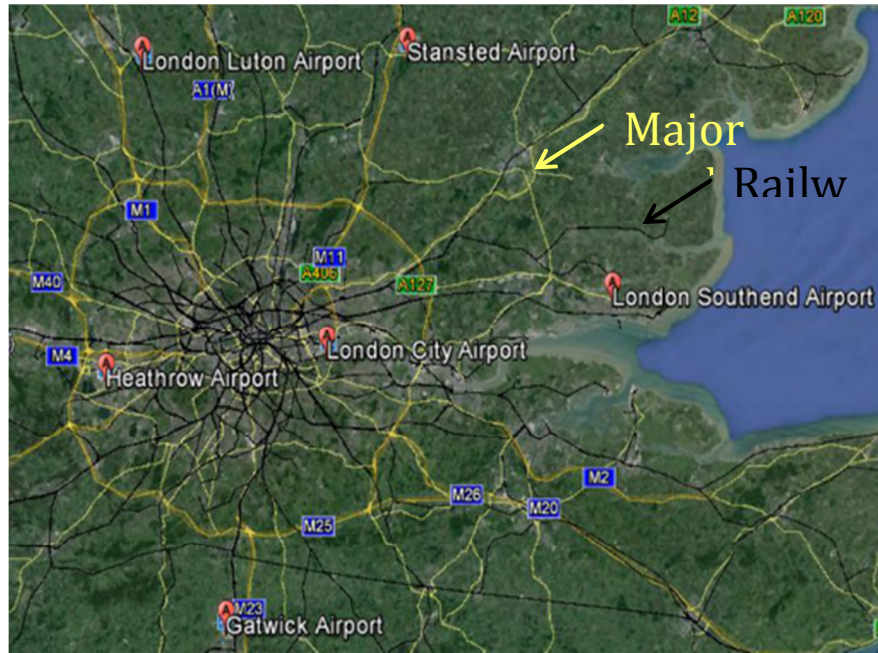 A12
A120
London Luton Airport
Stansted Airport
A1(M)
Major
Railw
M1
M11
A406
M40
A127
London Southend Airport
London City Airport
M4
Heathrow Airport
M2
M26
M20
M25
M23
Gatwick Airport